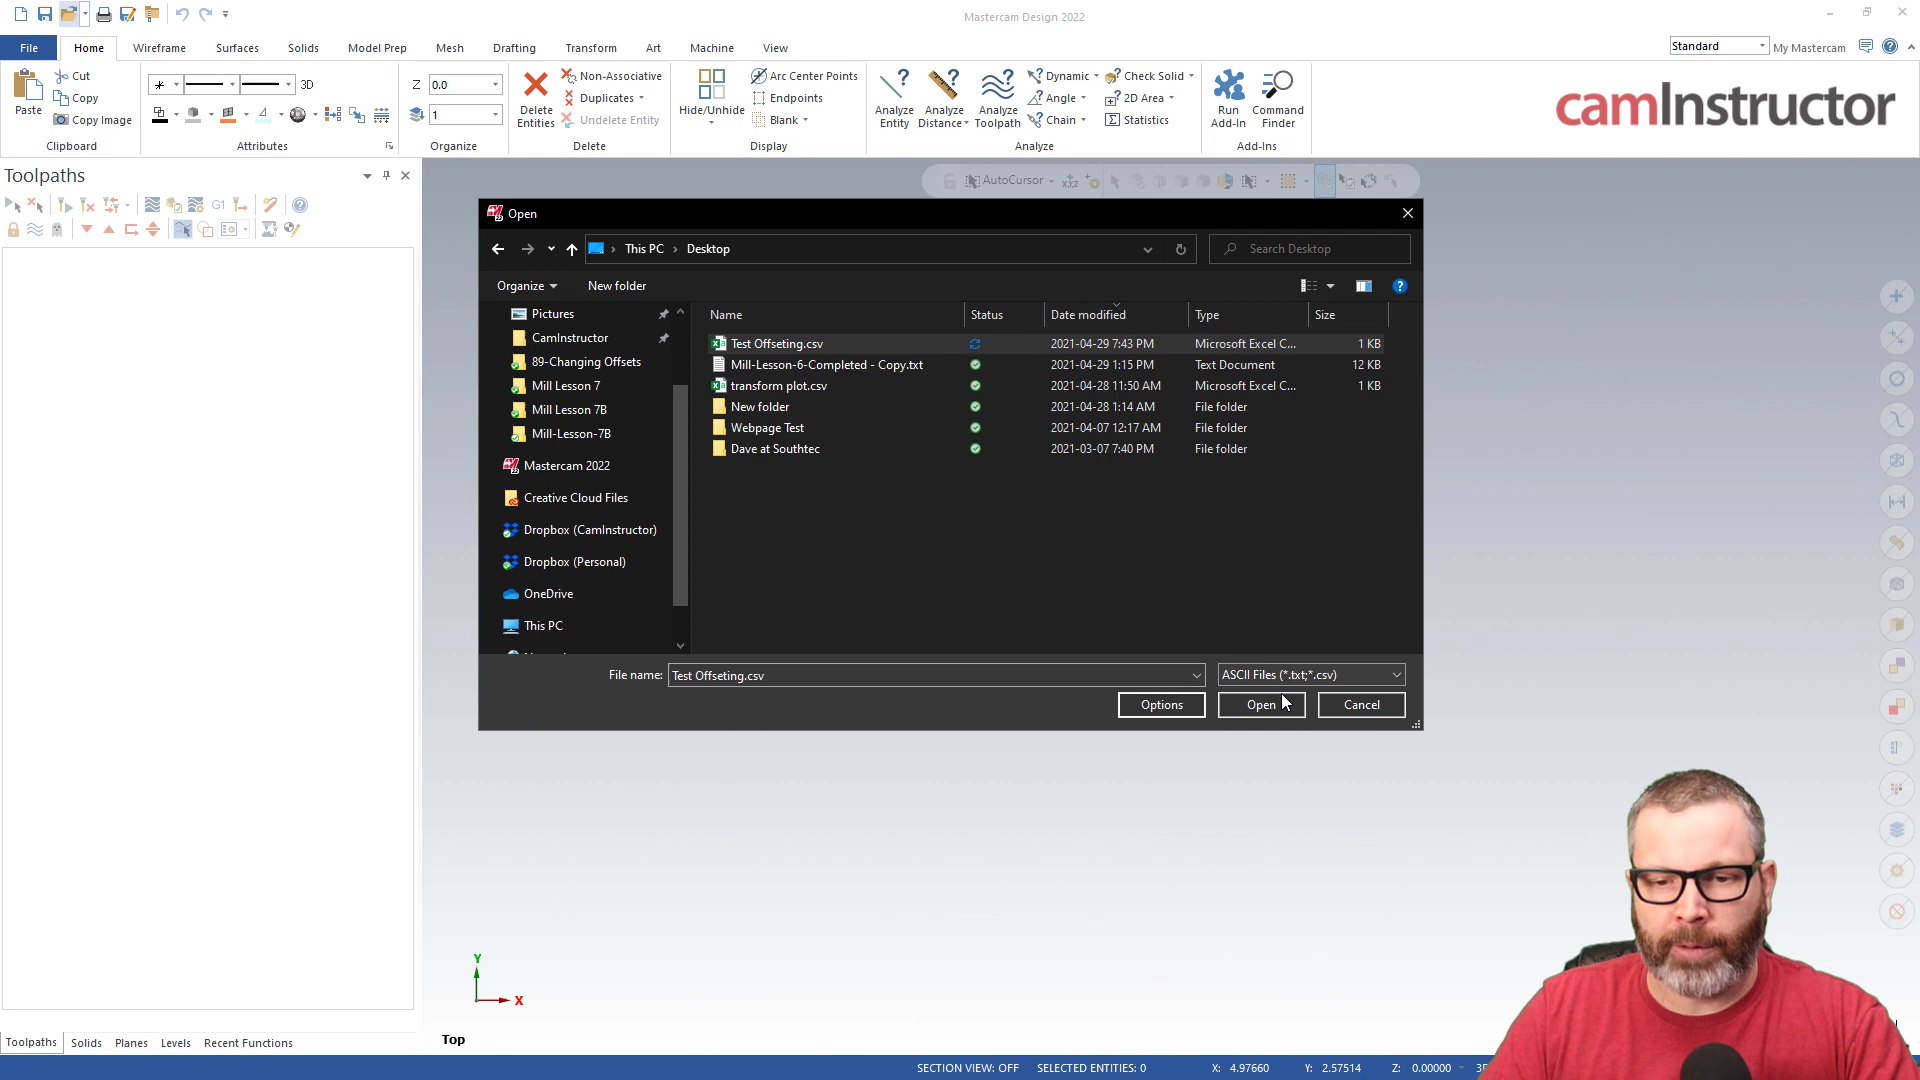 Mastercam Design 2022
File Home Wireframe Surfaces Solids Model Prep Mesh Drafting Transform Art Machine View
Standard My Mastercam
Paste
Cut
Copy
Copy Image
Clipboard
3D
Attributes
Z 0.0
1
Organize
Delete
Entities
Non-Associative
Duplicates
Undelete Entity
Delete
Hide/Unhide
Arc Center Points
Endpoints
Blank
Display
Analyze
Entity
Analyze
Distance
Analyze
Toolpath
Dynamic
Angle
Chain
Check Solid
2D Area
Statistics
Analyze
Run
Add-In
Command
Finder
Add-Ins
camInstructor
Toolpaths
G1
AutoCursor
Open
This PC > Desktop
Search Desktop
Organize New folder
Pictures
CamInstructor
89-Changing Offsets
Mill Lesson 7
Mill Lesson 7B
Mill-Lesson-7B
Mastercam 2022
Creative Cloud Files
Dropbox (CamInstructor)
Dropbox (Personal)
OneDrive
This PC
Name Status Date modified Type Size
Test Offseting.csv 2021-04-29 7:43 PM Microsoft Excel C... 1 KB
Mill-Lesson-6-Completed - Copy.txt 2021-04-29 1:15 PM Text Document 12 KB
transform plot.csv 2021-04-28 11:50 AM Microsoft Excel C... 1 KB
New folder 2021-04-28 1:14 AM File folder
Webpage Test 2021-04-07 12:17 AM File folder
Dave at Southtec 2021-03-07 7:40 PM File folder
File name: Test Offseting.csv ASCII Files (*.txt;*.csv)
Options Open Cancel
Y
X
Top
Toolpaths Solids Planes Levels Recent Functions
SECTION VIEW: OFF SELECTED ENTITIES: 0 X: 4.97660 Y: 2.57514 Z: 0.00000